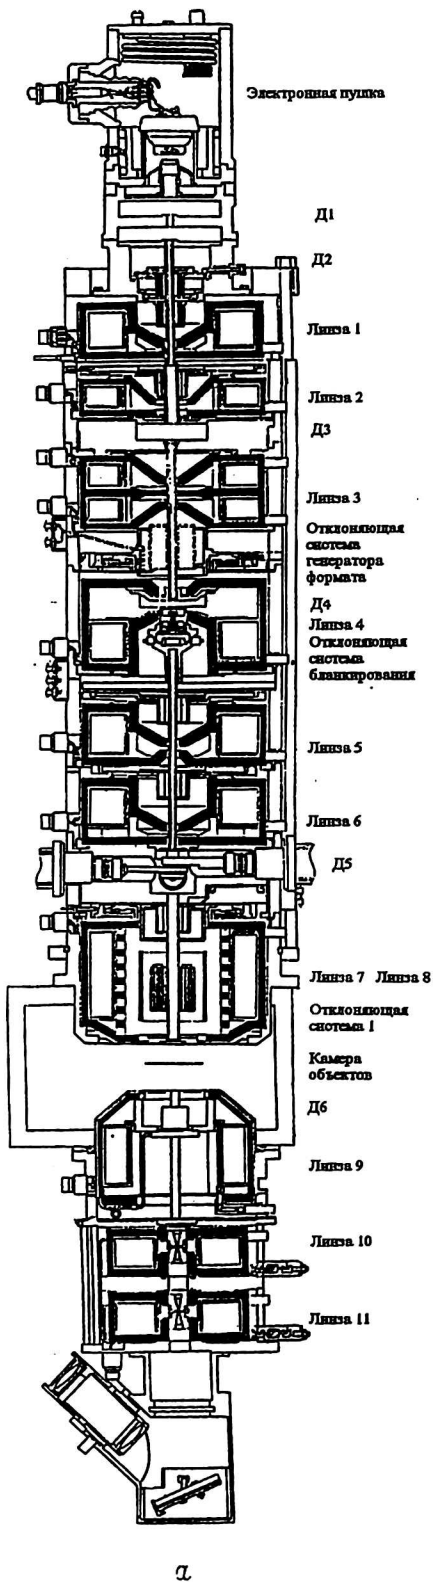 Электронная пушка
Д1
Д2
Линза 1
Линза 2
Д3
Линза 3
Отклоняющая
система
генератора
формата
Д4
Линза 4
Отклоняющая
система
бланкирования
Линза 5
Линза 6
Д5
Линза 7 Линза 8
Отклоняющая
система 1
Камера
объектов
Д6
Линза 9
Линза 10
Линза 11
а